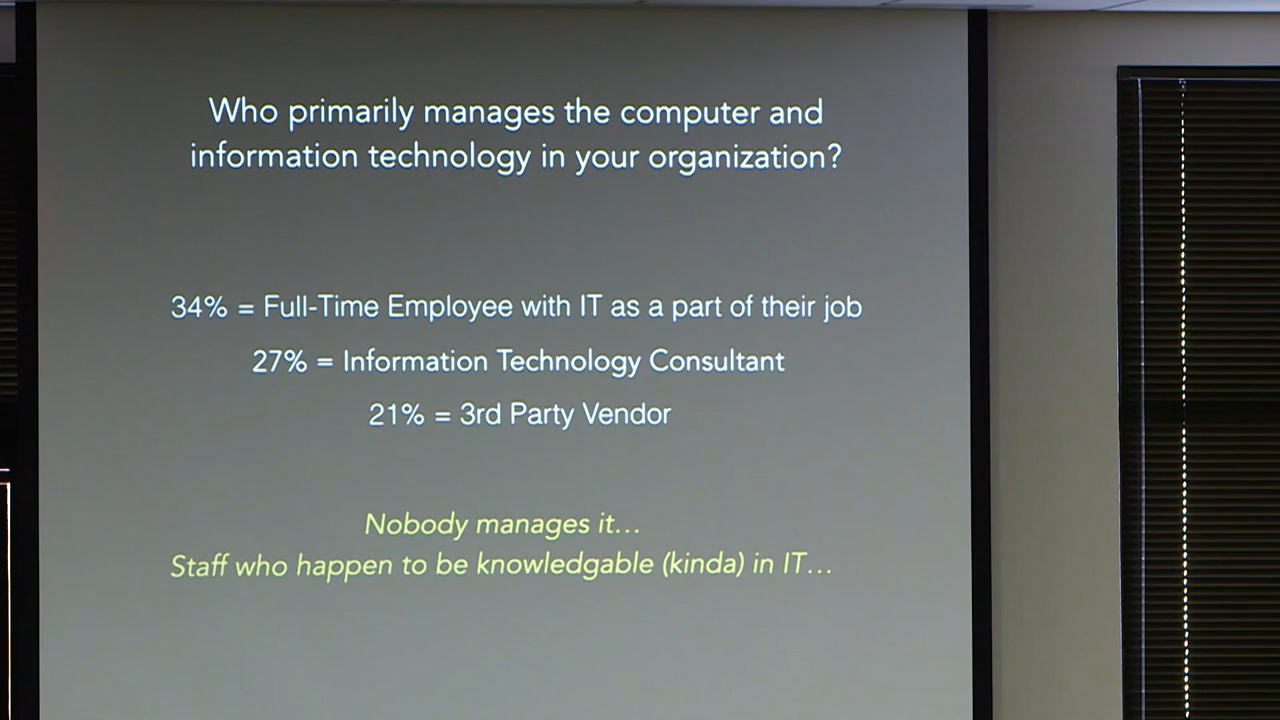 Who primarily manages the computer and
information technology in your organization?
34% = Full-Time Employee with IT as a part of their job
27% = Information Technology Consultant
21% = 3rd Party Vendor
Nobody manages it...
Staff who happen to be knowledgable (kinda) in IT...